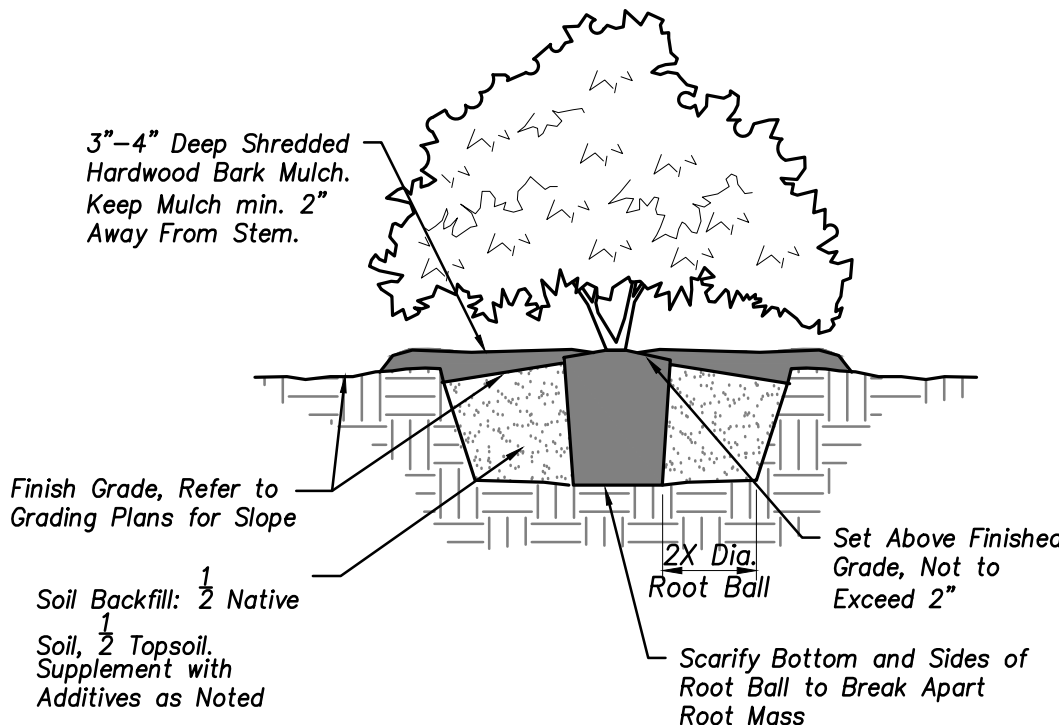 3”-4” Deep Shredded
Hardwood Bark Mulch.
Keep Mulch min. 2”
Away From Stem.
Finish Grade, Refer to
Grading Plans for Slope
Soil Backfill: 1/2 Native
Soil, 1/2 Topsoil.
Supplement with
Additives as Noted
2X Dia.
Root Ball
Set Above Finished
Grade, Not to
Exceed 2”
Scarify Bottom and Sides of
Root Ball to Break Apart
Root Mass